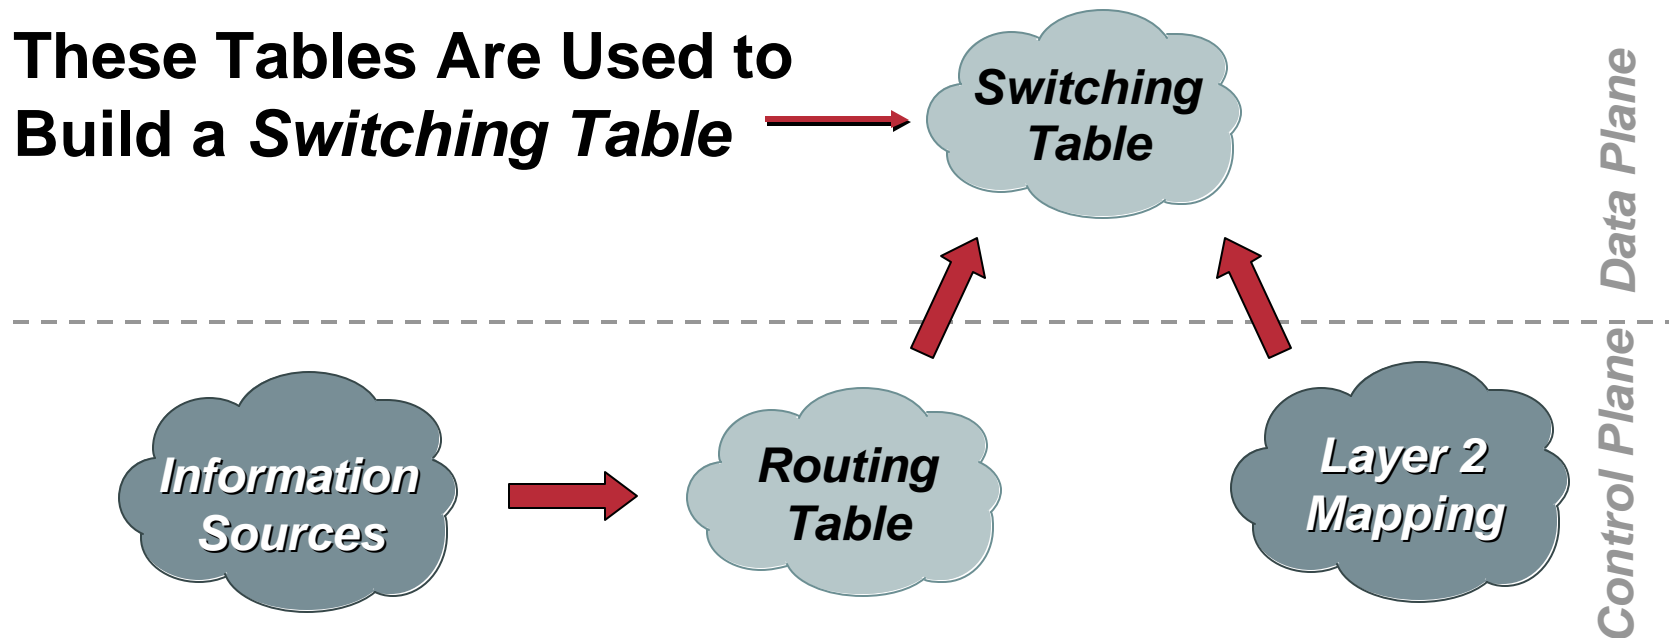 These Tables Are Used to
Build a Switching Table
Switching
Table
Data Plane
Information
Sources
Routing
Table
Layer 2
Mapping
Control Plane